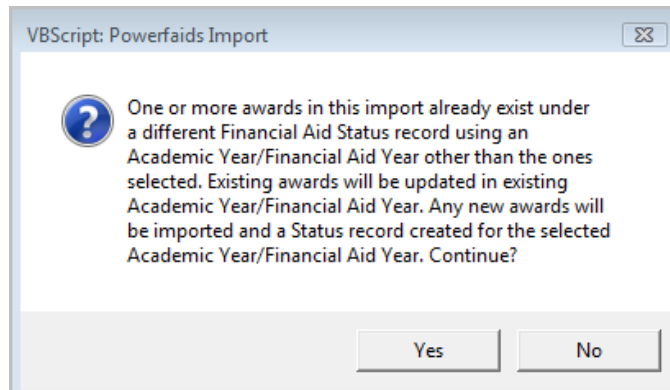 VBScript: Powerfaids Import
One or more awards in this import already exist under
a different Financial Aid Status record using an
Academic Year/Financial Aid Year other than the ones
selected. Existing awards will be updated in existing
Academic Year/Financial Aid Year. Any new awards will
be imported and a Status record created for the selected
Academic Year/Financial Aid Year. Continue?
Yes
No